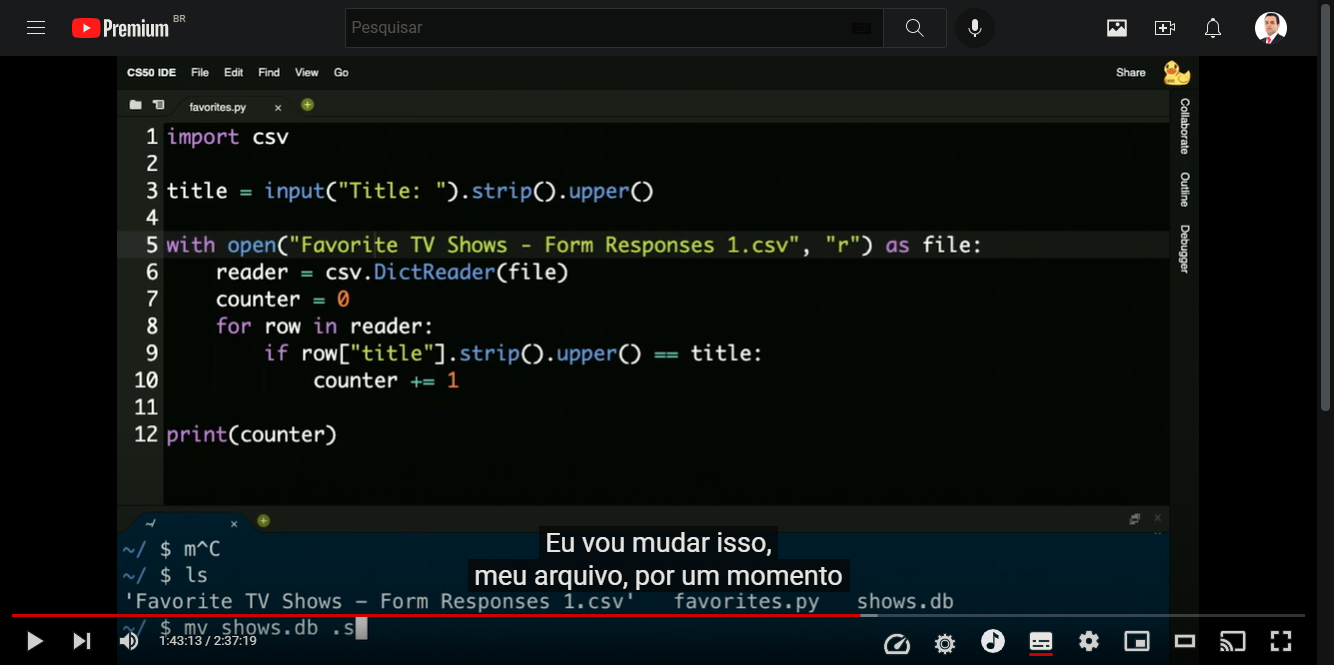 Premium BR
Pesquisar
CS50 IDE File Edit Find View Go Share
favorites.py
Collaborate
Outline
Debugger
1 import csv
2
3 title = input("Title: ").strip().upper()
4
5 with open("Favorite TV Shows - Form Responses 1.csv", "r") as file:
6 reader = csv.DictReader(file)
7 counter = 0
8 for row in reader:
9 if row["title"].strip().upper() == title:
10 counter += 1
11
12 print(counter)
~/ $ m^C
~/ $ ls
'Favorite TV Shows - Form Responses 1.csv' favorites.py shows.db
~/ $ mv shows.db .s
Eu vou mudar isso,
meu arquivo, por um momento
1:43:13 / 2:37:19